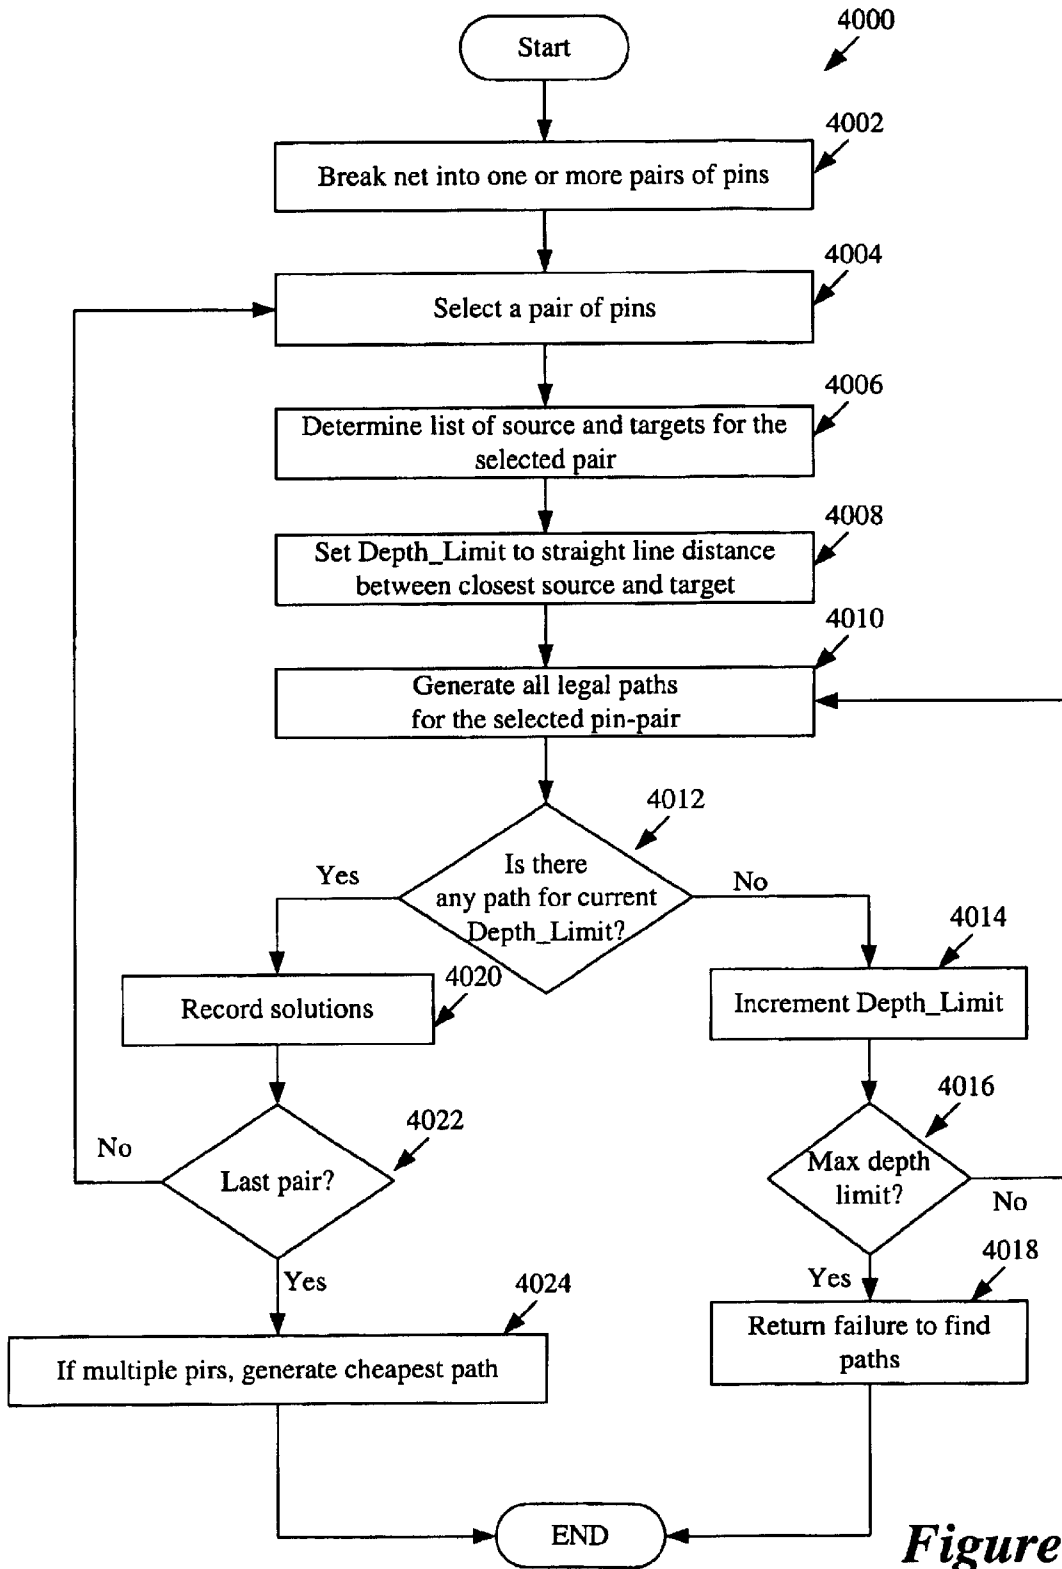 4000
Start
4002
Break net into one or more pairs of pins
4004
Select a pair of pins
4006
Determine list of source and targets for the
selected pair
4008
Set Depth_Limit to straight line distance
between closest source and target
4010
Generate all legal paths
for the selected pin-pair
4012
Is there
any path for current
Depth_Limit?
Yes
No
4014
4020
Record solutions
Increment Depth_Limit
4016
4022
No
Last pair?
Max depth
limit?
No
Yes
Yes
4018
4024
Return failure to find
paths
If multiple pirs, generate cheapest path
END
Figure